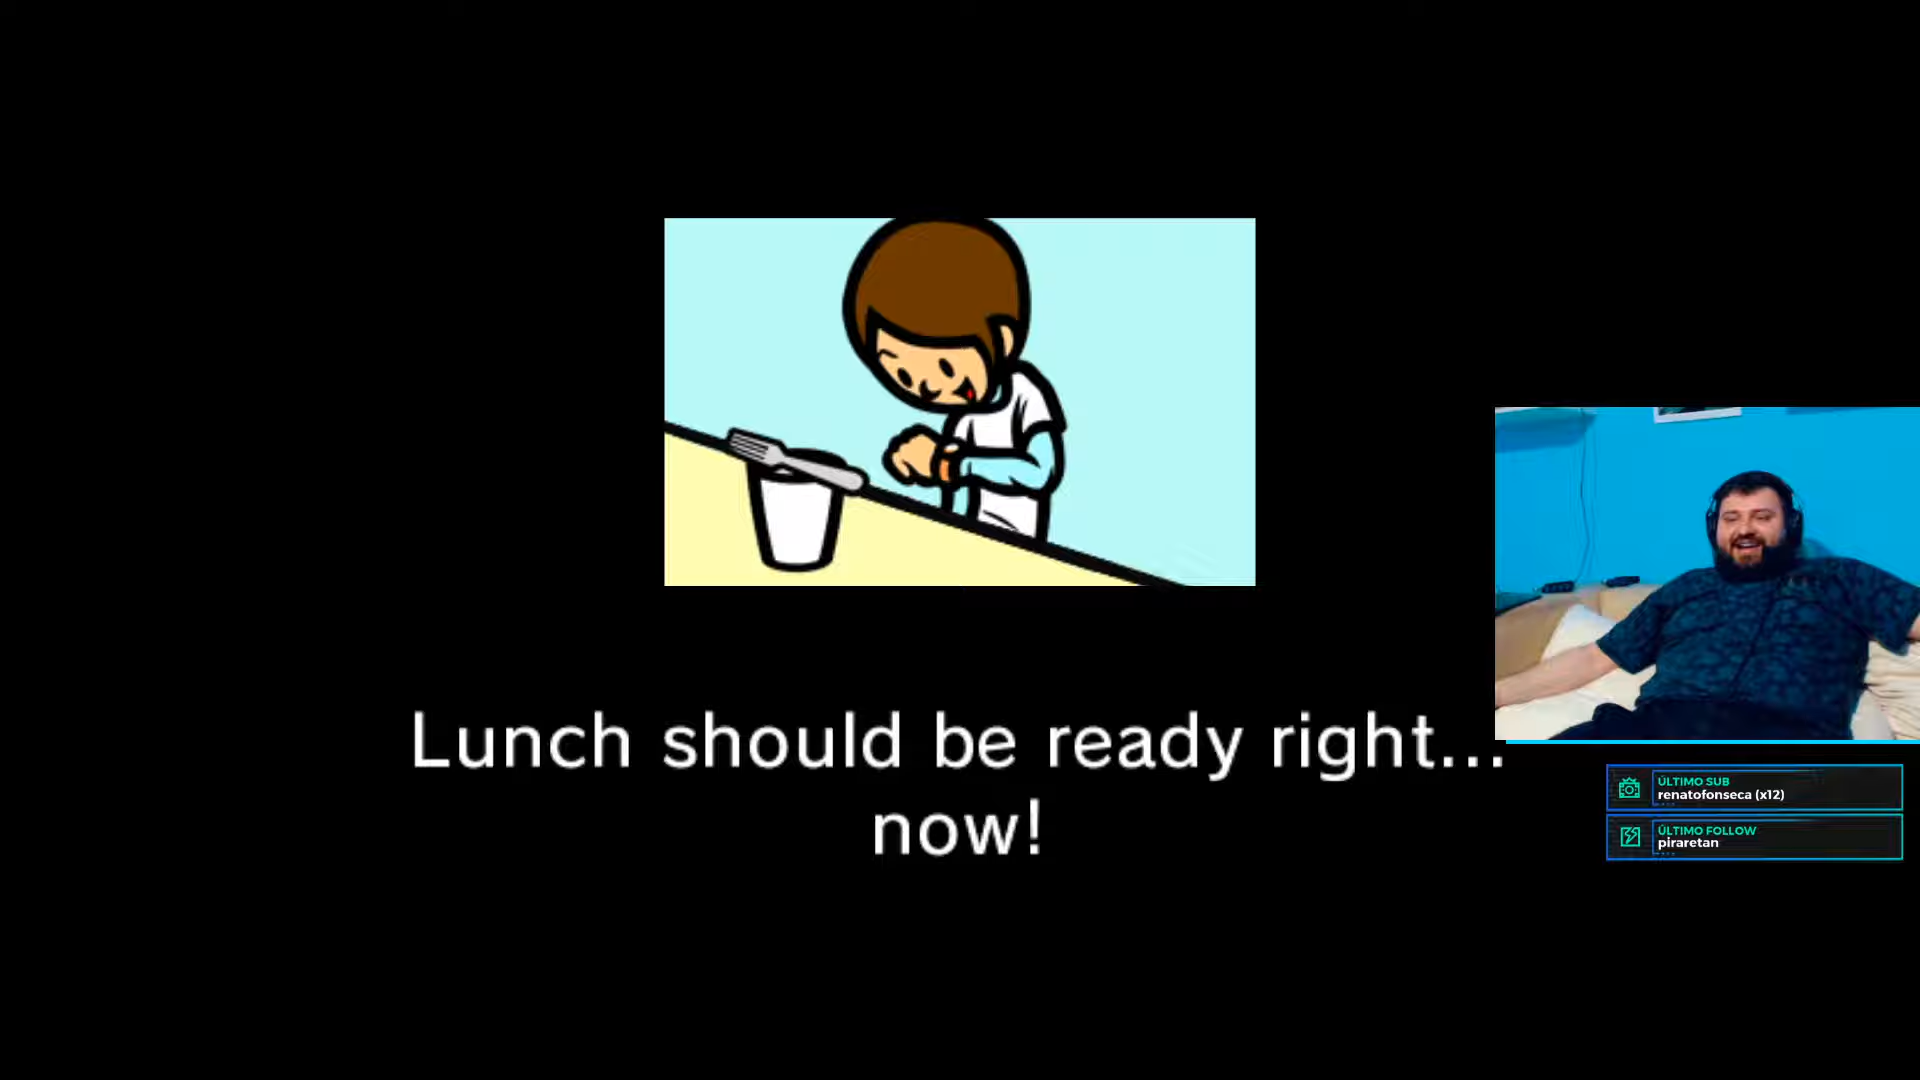 Lunch should be ready right...
now!
ÚLTIMO SUB
renatofonseca (x12)
ÚLTIMO FOLLOW
piraretan